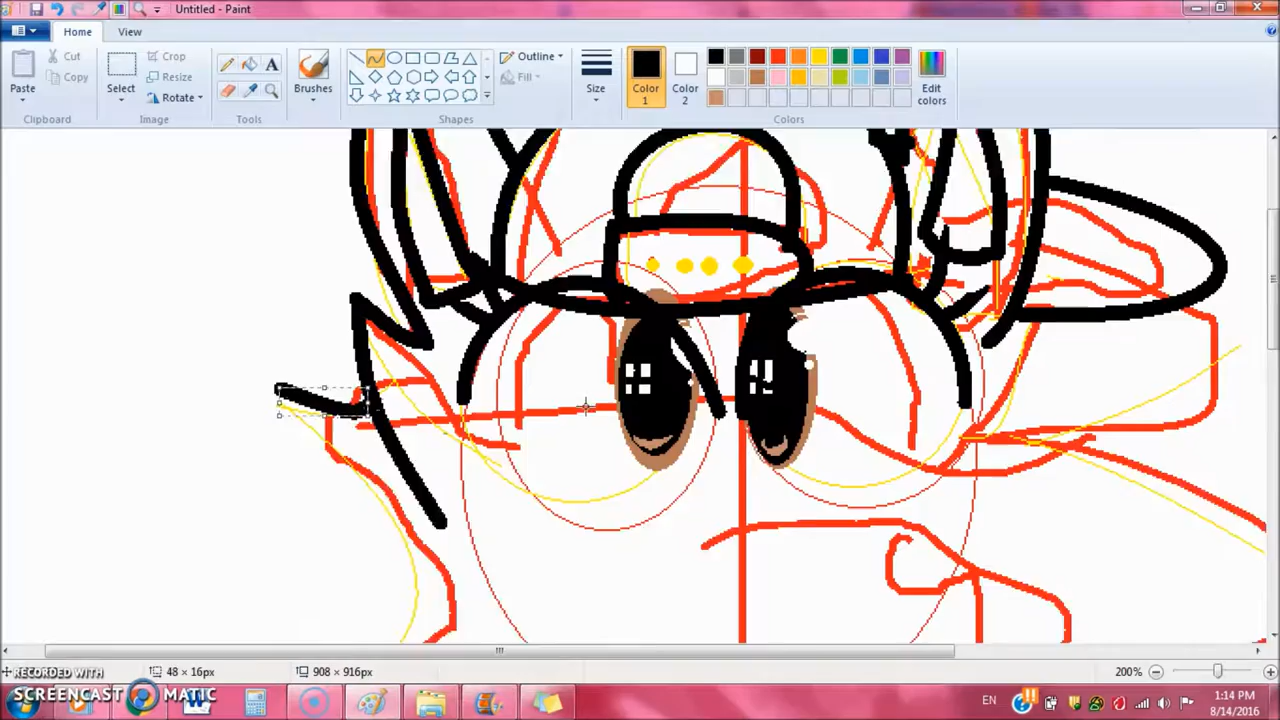 Untitled - Paint
Home
View
Paste
Cut
Copy
Clipboard
Select
Crop
Resize
Rotate
Image
A
Tools
Brushes
Shapes
Outline
Fill
Size
Color 1
Color 2
Edit colors
Colors
48 × 16px
908 × 916px
200%
RECORDED WITH
SCREENCAST MATIC
W
EN
1:14 PM
8/14/2016